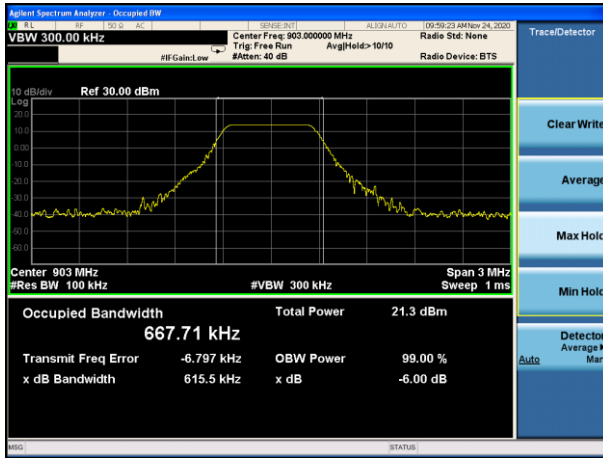 Agilent Spectrum Analyzer - Occupied BW
RL RF 50 Ω AC SENSE:INT ALIGNAUTO 09:59:23 AM Nov 24, 2020
VBW 300.00 kHz Center Freq: 903.000000 MHz Radio Std: None
Trig: Free Run Avg|Hold:>10/10
#IFGain:Low #Atten: 40 dB Radio Device: BTS
Trace/Detector
10 dB/div Ref 30.00 dBm
Log
20.0
10.0
0.00
-10.0
-20.0
-30.0
-40.0
-50.0
-60.0
Center 903 MHz Span 3 MHz
#Res BW 100 kHz #VBW 300 kHz Sweep 1 ms
Occupied Bandwidth Total Power 21.3 dBm
667.71 kHz
Transmit Freq Error -6.797 kHz OBW Power 99.00 %
x dB Bandwidth 615.5 kHz x dB -6.00 dB
Clear Write
Average
Max Hold
Min Hold
Detector
Average
Auto Man
MSG STATUS